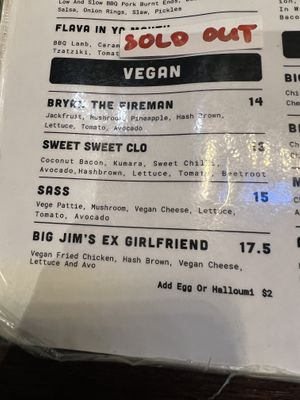 Low And Slow BBQ Pork Burnt
Salsa, Onion Rings, Slaw, Pickles
FLAVA IN YO
SOLD OUT
BBQ Lamb,
Tzatziki,
VEGAN
BRYAN THE FIREMAN 14
Jackfruit, Mushroom, Pineapple, Hash Brown,
Lettuce, Tomato, Avocado
SWEET SWEET CLO
Coconut Bacon, Kumara, Sweet Chilli,
Avocado,Hashbrown, Lettuce, Tomato, Beetroot
SASS 15
Vege Pattie, Mushroom, Vegan Cheese, Lettuce,
Tomato, Avocado
BIG JIM'S EX GIRLFRIEND 17.5
Vegan Fried Chicken, Hash Brown, Vegan Cheese,
Lettuce And Avo
Add Egg Or Halloumi $2